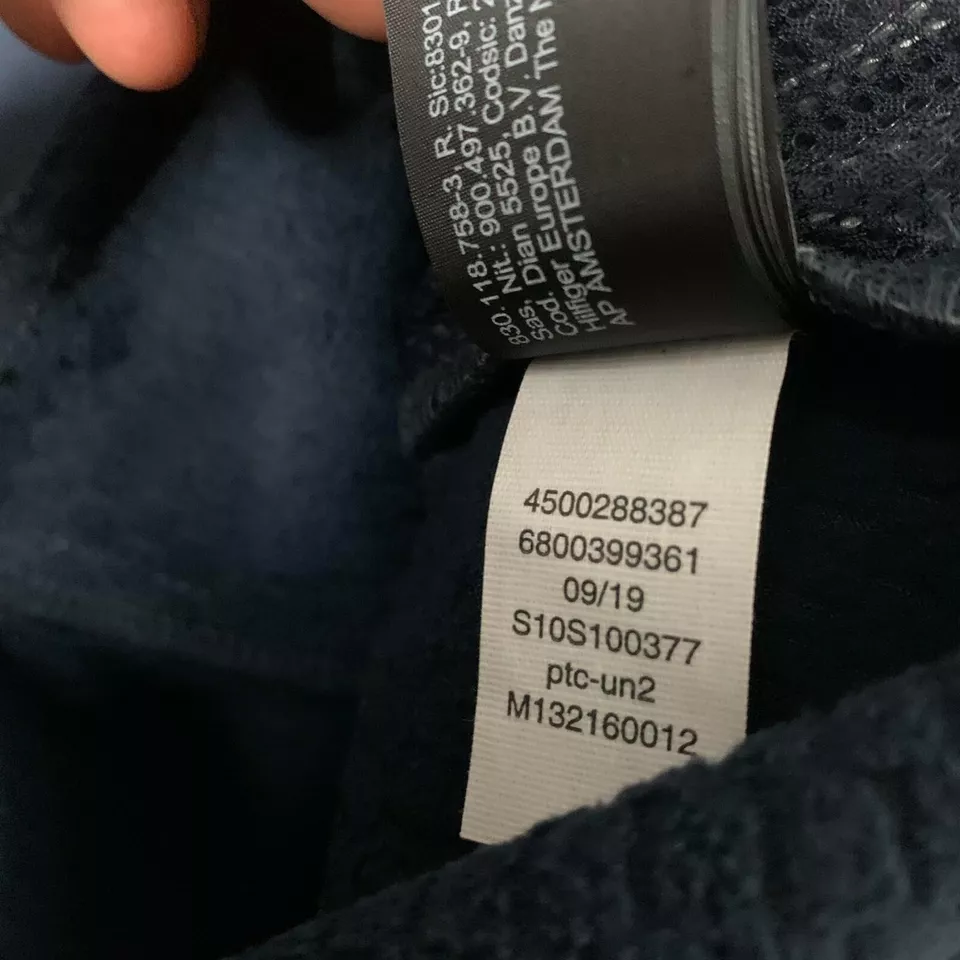 830.118.758-3, R. Sic:8301
Sas, Nit.: 900.497.362-9, R
Cod. 5525, Codsic: 2
Dian Europe B.V. Danz
Hilfiger
AP AMSTERDAM The N
4500288387
6800399361
09/19
S10S100377
ptc-un2
M132160012